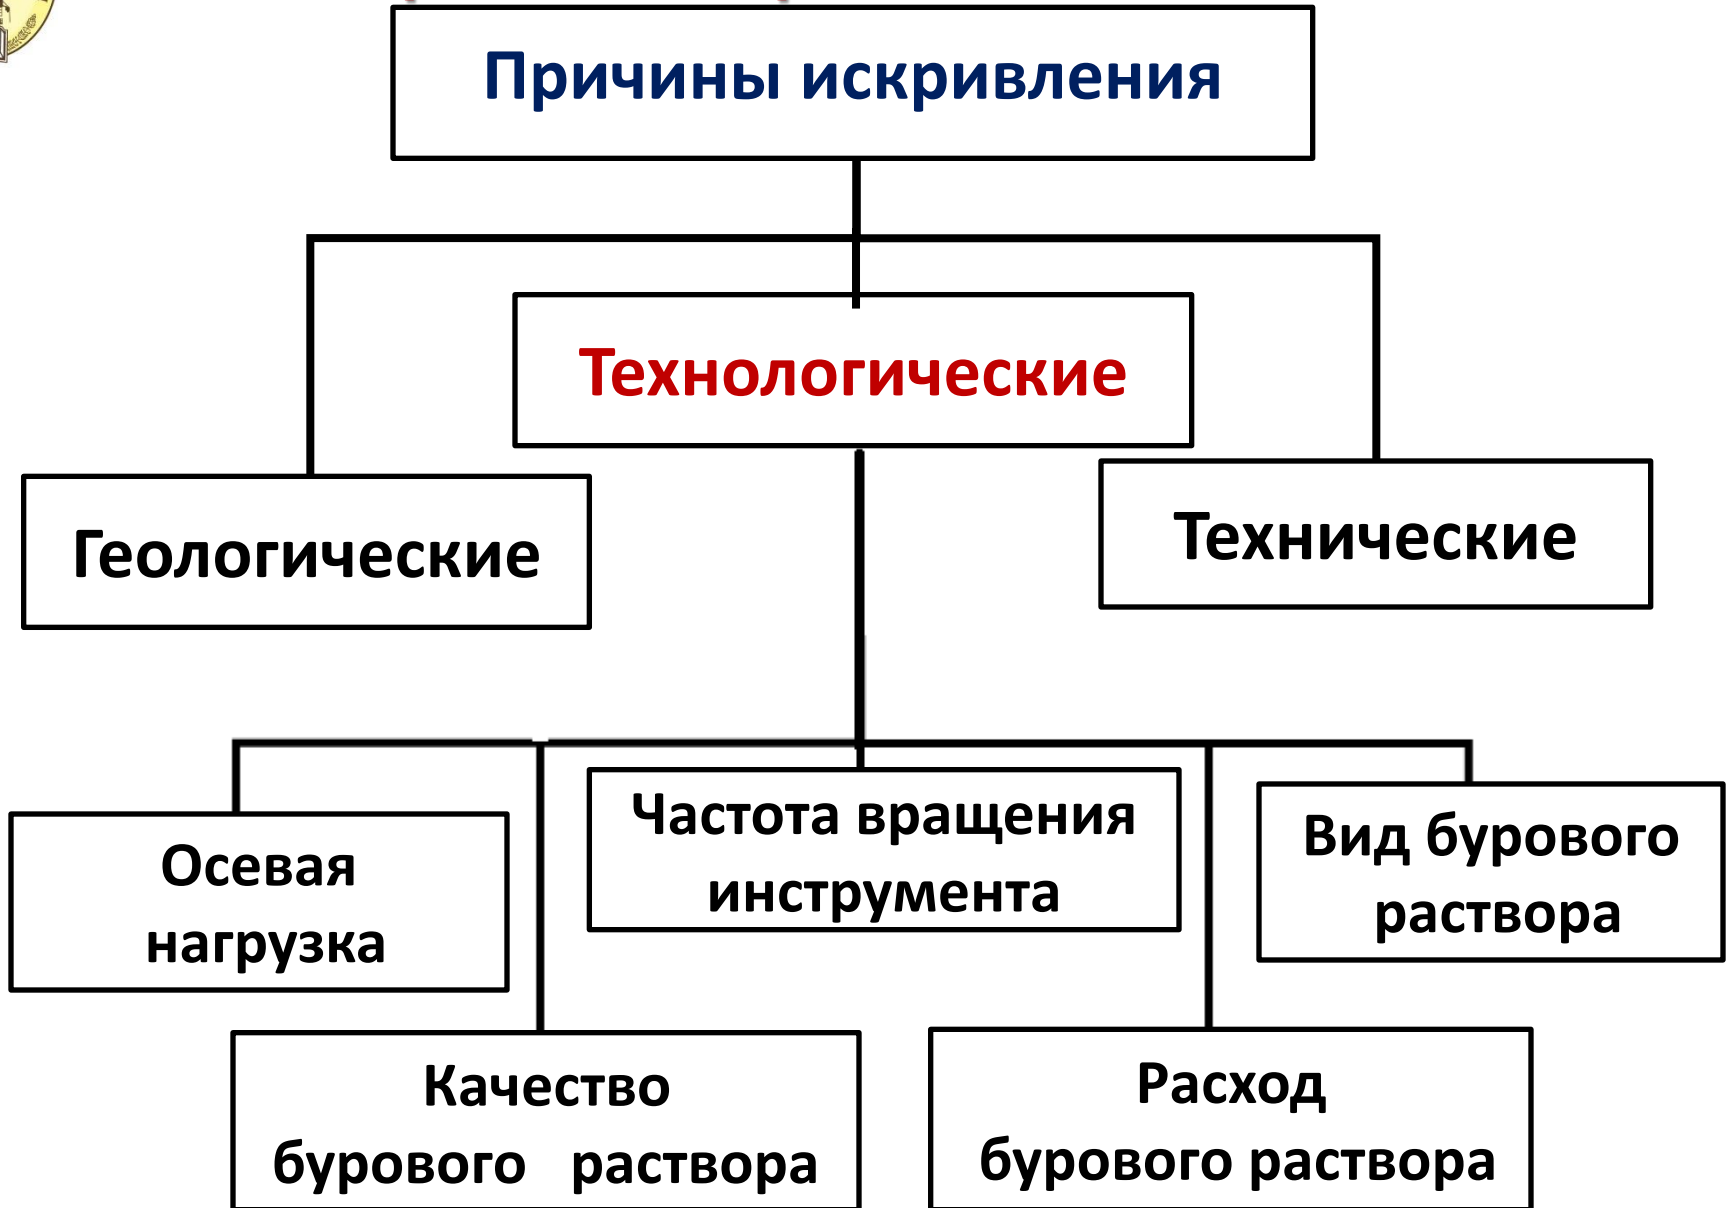 Причины искривления
Технологические
Геологические
Технические
Осевая
нагрузка
Частота вращения
инструмента
Вид бурового
раствора
Качество
бурового раствора
Расход
бурового раствора